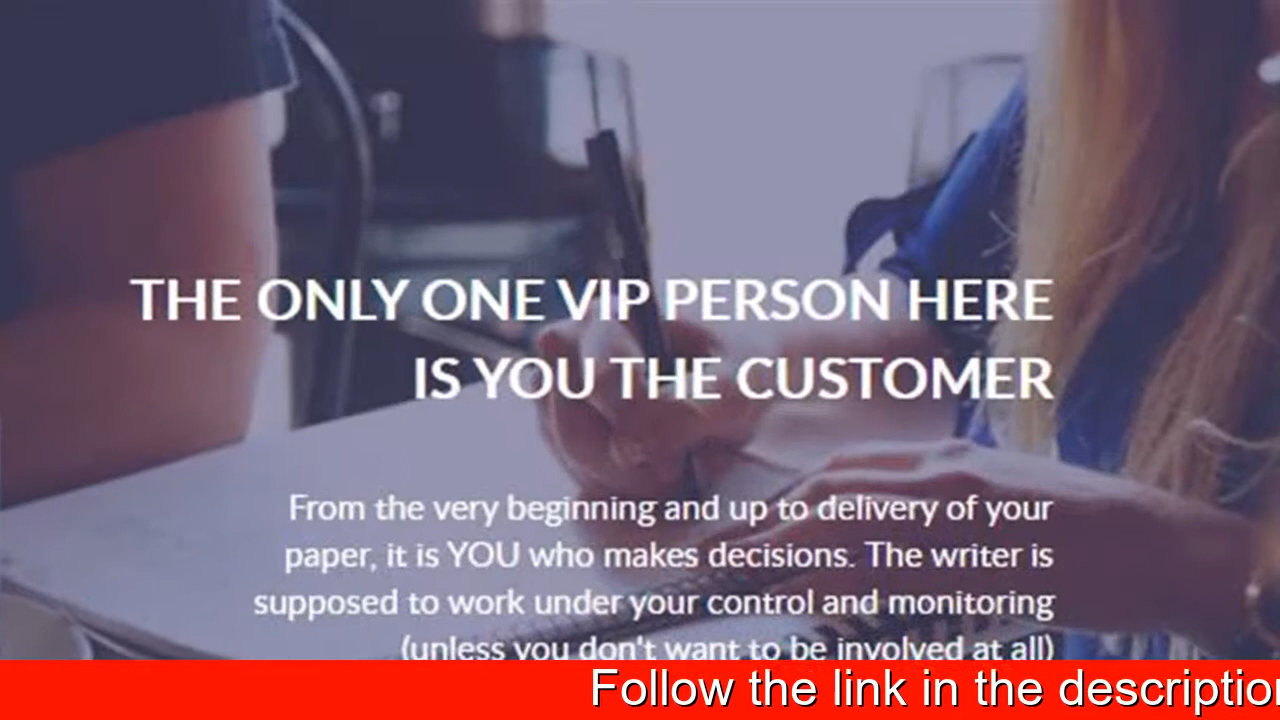 THE ONLY ONE VIP PERSON HERE
IS YOU THE CUSTOMER
From the very beginning and up to delivery of your
paper, it is YOU who makes decisions. The writer is
supposed to work under your control and monitoring
(unless you don't want to be involved at all)
Follow the link in the descriptio